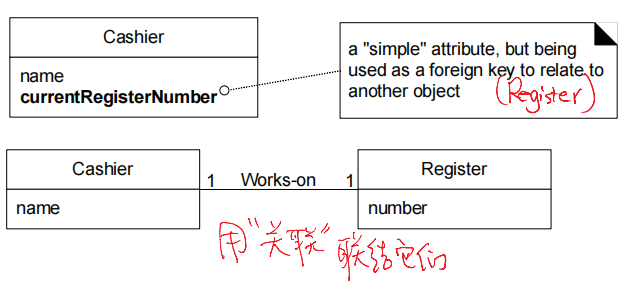 Cashier
name
currentRegisterNumber
a "simple" attribute, but being
used as a foreign key to relate to
another object
(Register)
Cashier
name
1 Works-on 1
Register
number
用"关联"联结它们